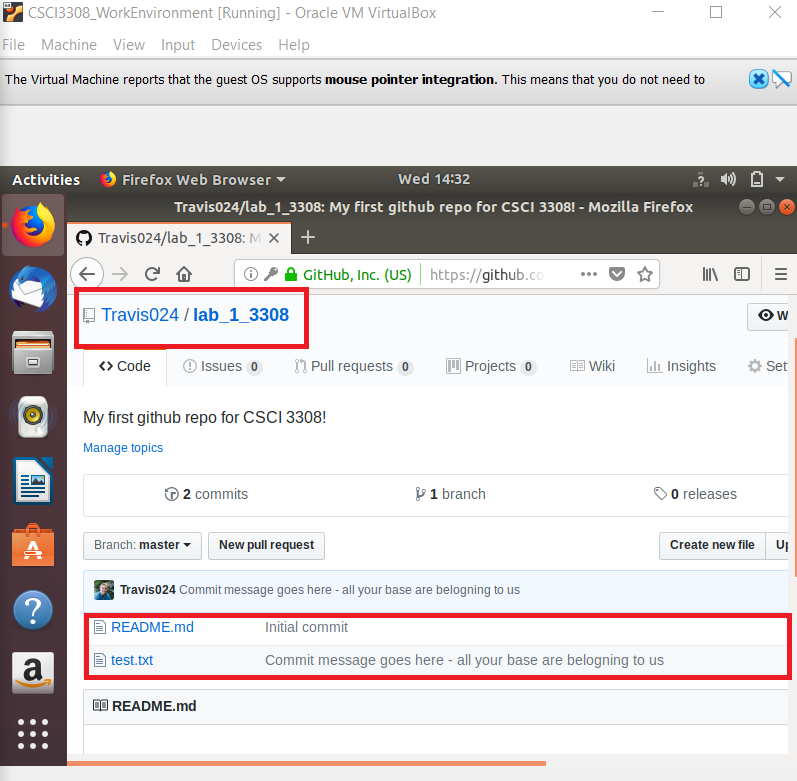 CSCI3308_WorkEnvironment [Running] - Oracle VM VirtualBox
File Machine View Input Devices Help
The Virtual Machine reports that the guest OS supports mouse pointer integration. This means that you do not need to
Activities Firefox Web Browser Wed 14:32
Travis024/lab_1_3308: My first github repo for CSCI 3308! - Mozilla Firefox
Travis024/lab_1_3308: M
GitHub, Inc. (US) https://github.co
Travis024 / lab_1_3308 W
Code Issues 0 Pull requests 0 Projects 0 Wiki Insights Set
My first github repo for CSCI 3308!
Manage topics
2 commits 1 branch 0 releases
Branch: master New pull request Create new file Up
Travis024 Commit message goes here - all your base are belogning to us
README.md Initial commit
test.txt Commit message goes here - all your base are belogning to us
README.md